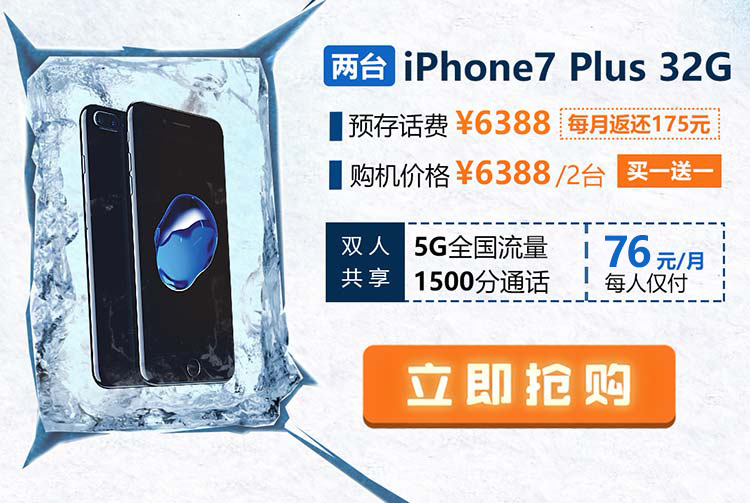 两台 iPhone7 Plus 32G
预存话费 ¥6388 每月返还175元
购机价格 ¥6388/2台 买一送一
双人共享
5G全国流量
1500分通话
76元/月
每人仅付
立即抢购